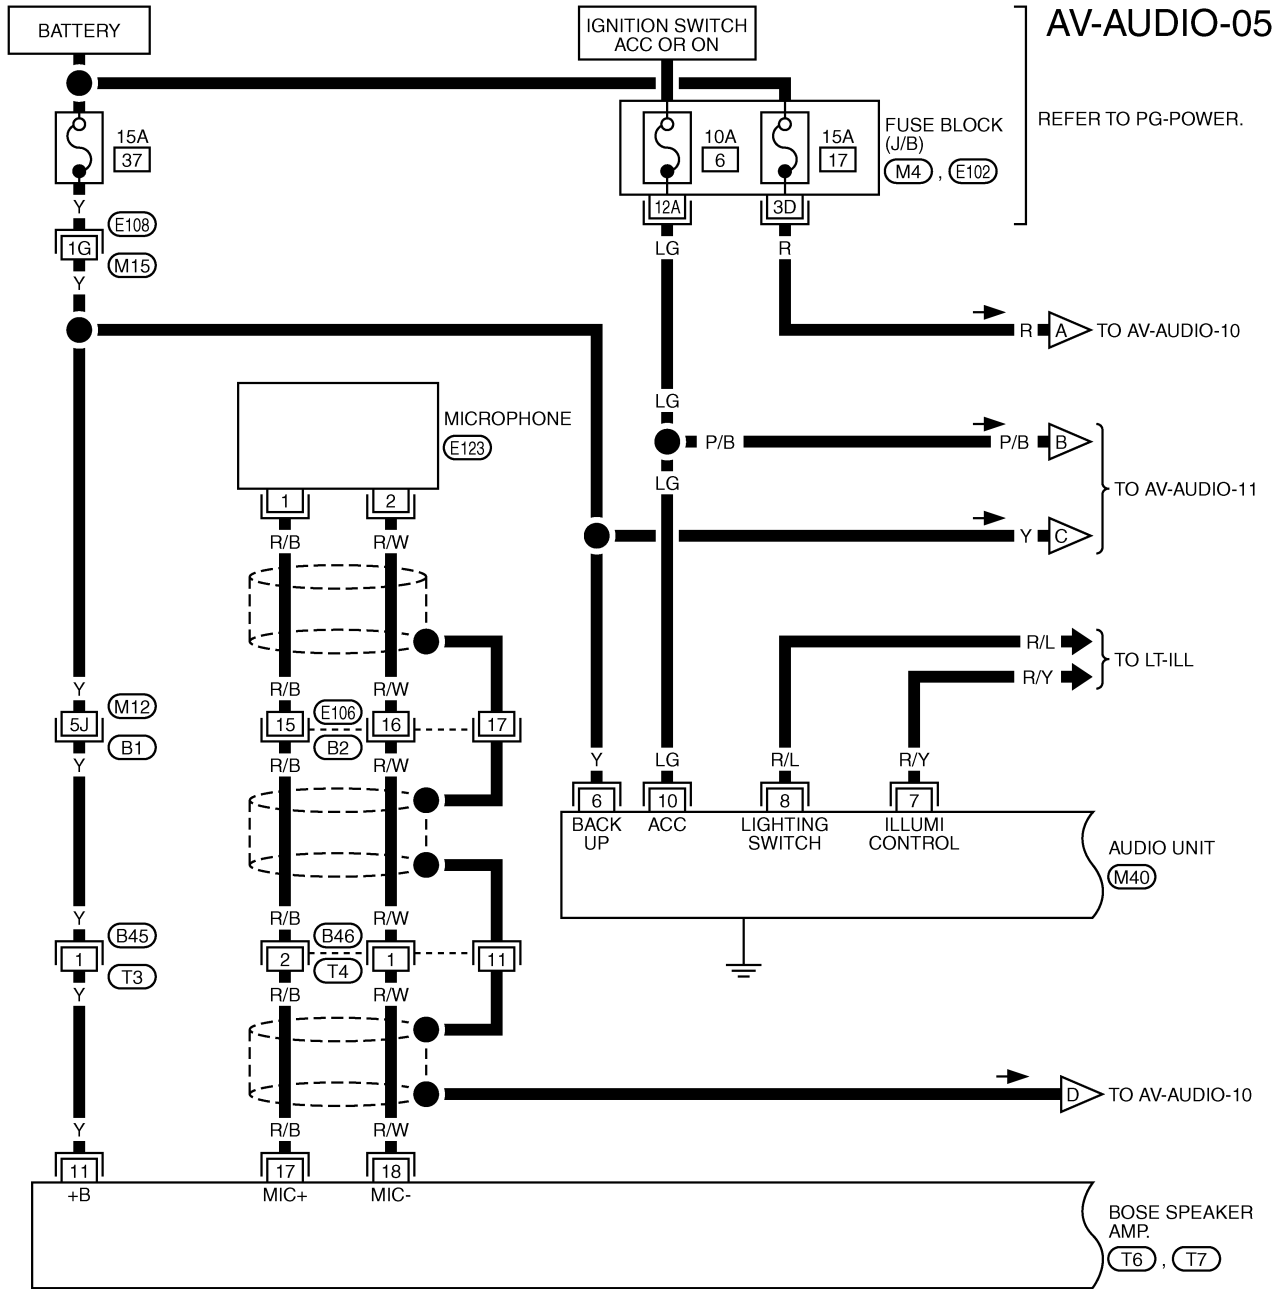 AV-AUDIO-05
BATTERY
IGNITION SWITCH
ACC OR ON
REFER TO PG-POWER.
15A
37
10A
6
15A
17
FUSE BLOCK
(J/B)
M4 , E102
Y
12A
3D
E108
1G
M15
LG
R
Y
R
A
TO AV-AUDIO-10
LG
MICROPHONE
E123
P/B
P/B
B
LG
TO AV-AUDIO-11
1
2
R/B
R/W
Y
C
R/L
TO LT-ILL
R/Y
Y
R/B
R/W
M12
5J
B1
15
E106
B2
16
17
Y
R/B
R/W
Y
LG
R/L
R/Y
6
10
8
7
BACK
UP
ACC
LIGHTING
SWITCH
ILLUMI
CONTROL
AUDIO UNIT
M40
Y
R/B
R/W
B45
1
T3
2
B46
T4
1
11
Y
R/B
R/W
D
TO AV-AUDIO-10
Y
R/B
R/W
11
17
18
+B
MIC+
MIC-
BOSE SPEAKER
AMP.
T6 , T7